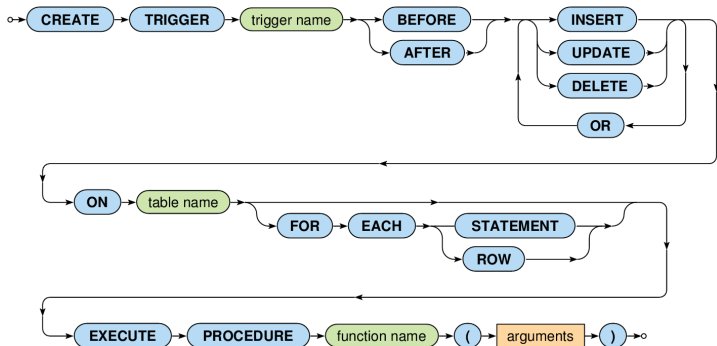 CREATE TRIGGER trigger name BEFORE INSERT
AFTER UPDATE
DELETE
OR
ON table name
FOR EACH STATEMENT
ROW
EXECUTE PROCEDURE function name ( arguments )